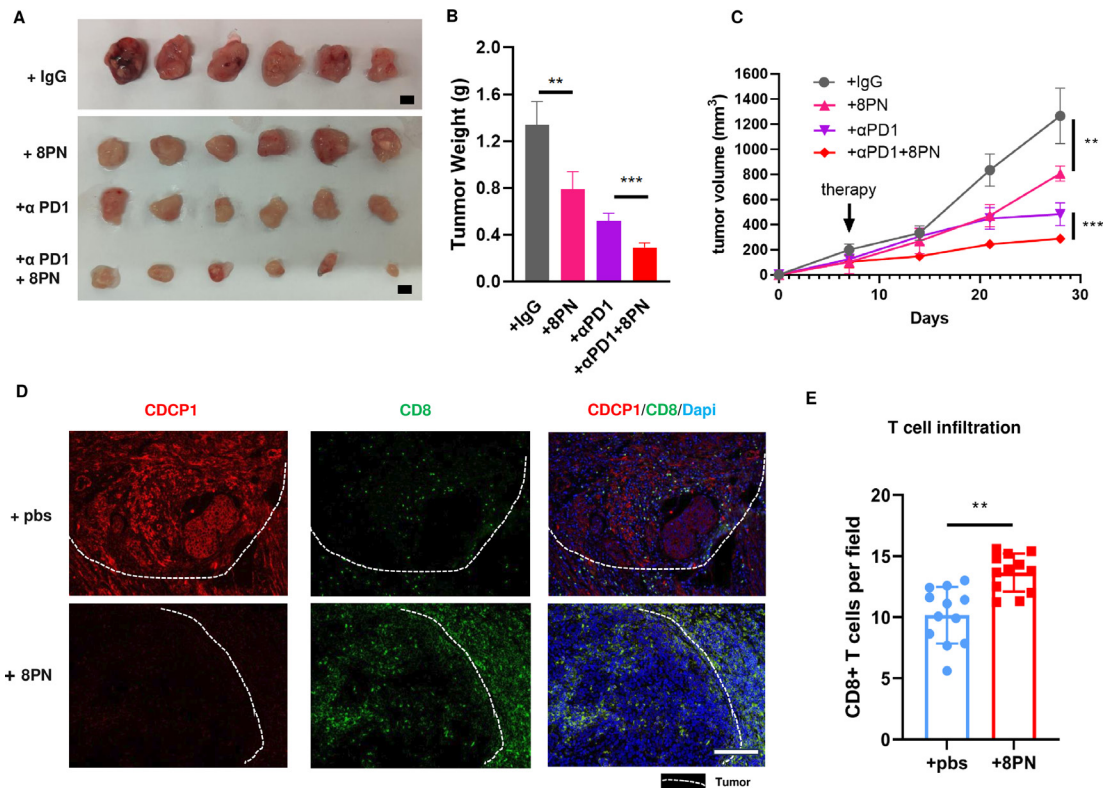 A
+ IgG
+ 8PN
+α PD1
+α PD1
+ 8PN
B
Tunmor Weight (g)
2.0
1.6
1.2
0.8
0.4
0.0
**
***
+IgG
+8PN
+αPD1
+αPD1+8PN
C
tumor volume (mm³)
1600
1400
1200
1000
800
600
400
200
0
+IgG
+8PN
+αPD1
+αPD1+8PN
therapy
**
***
0
10
20
30
Days
D
CDCP1
CD8
CDCP1/CD8/Dapi
+ pbs
+ 8PN
Tumor
E
T cell infiltration
CD8+ T cells per field
20
15
10
5
0
**
+pbs
+8PN